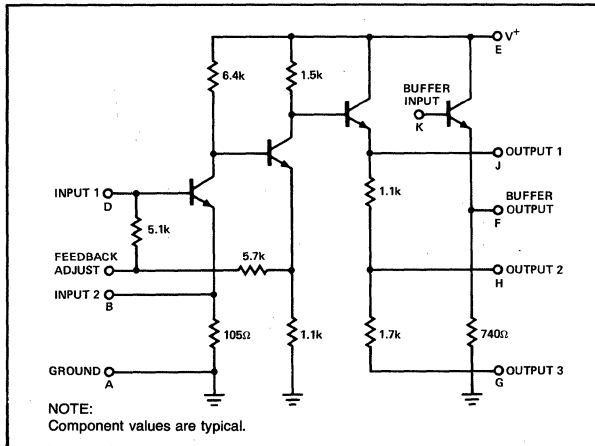 V+
E
6.4k
1.5k
BUFFER
INPUT
K
OUTPUT 1
J
INPUT 1
D
1.1k
BUFFER
OUTPUT
F
5.1k
5.7k
FEEDBACK
ADJUST
OUTPUT 2
H
INPUT 2
B
105Ω
1.1k
1.7k
740Ω
GROUND
A
OUTPUT 3
G
NOTE:
Component values are typical.